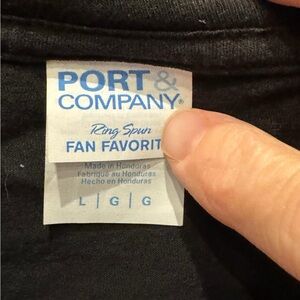 PORT &
COMPANY®
Ring Spun
FAN FAVORIT
Made in Honduras
Fabriqué au Honduras
Hecho en Honduras
L | G | G